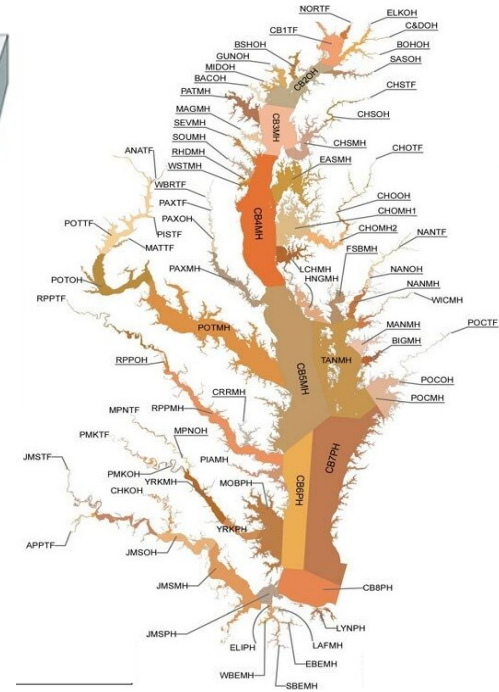 NORTF
ELKOH
CB1TF
C&DOH
BSHOH
BOHOH
GUNOH
SASOH
MIDOH
BACOH
CB2OH
CHSTF
PATMH
MAGMH
CHSOH
SEVMH
CB3MH
SOUMH
CHSMH
ANATF
RHDMH
CHOTF
WSTMH
EASMH
WBRTF
PAXTF
CHOOH
PAXOH
CHOMH1
POTTF
CB4MH
CHOMH2
PISTF
NANTF
MATTF
FSBMH
PAXMH
LCHMH
NANOH
POTOH
HNGMH
NANMH
RPPTF
WICMH
POTMH
MANMH
POCTF
BIGMH
RPPOH
TANMH
CB5MH
POCOH
CRRMH
POCMH
MPNTF
RPPMH
PMKTF
MPNOH
JMSTF
PIAMH
CB7PH
PMKOH
YRKMH
MOBPH
CHKOH
CB6PH
YRKPH
APPTF
JMSOH
JMSMH
CB8PH
JMSPH
LYNPH
ELIPH
LAFMH
EBEMH
WBEMH
SBEMH